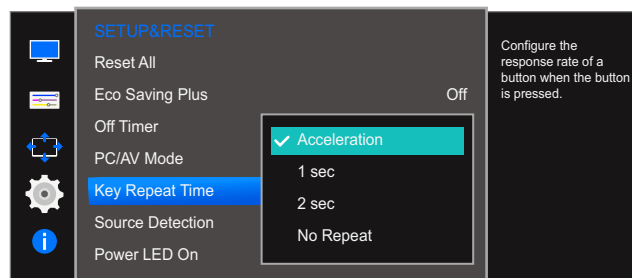 SETUP&RESET
Reset All
Eco Saving Plus Off
Off Timer
PC/AV Mode
Key Repeat Time
Source Detection
Power LED On
Acceleration
1 sec
2 sec
No Repeat
Configure the
response rate of a
button when the button
is pressed.